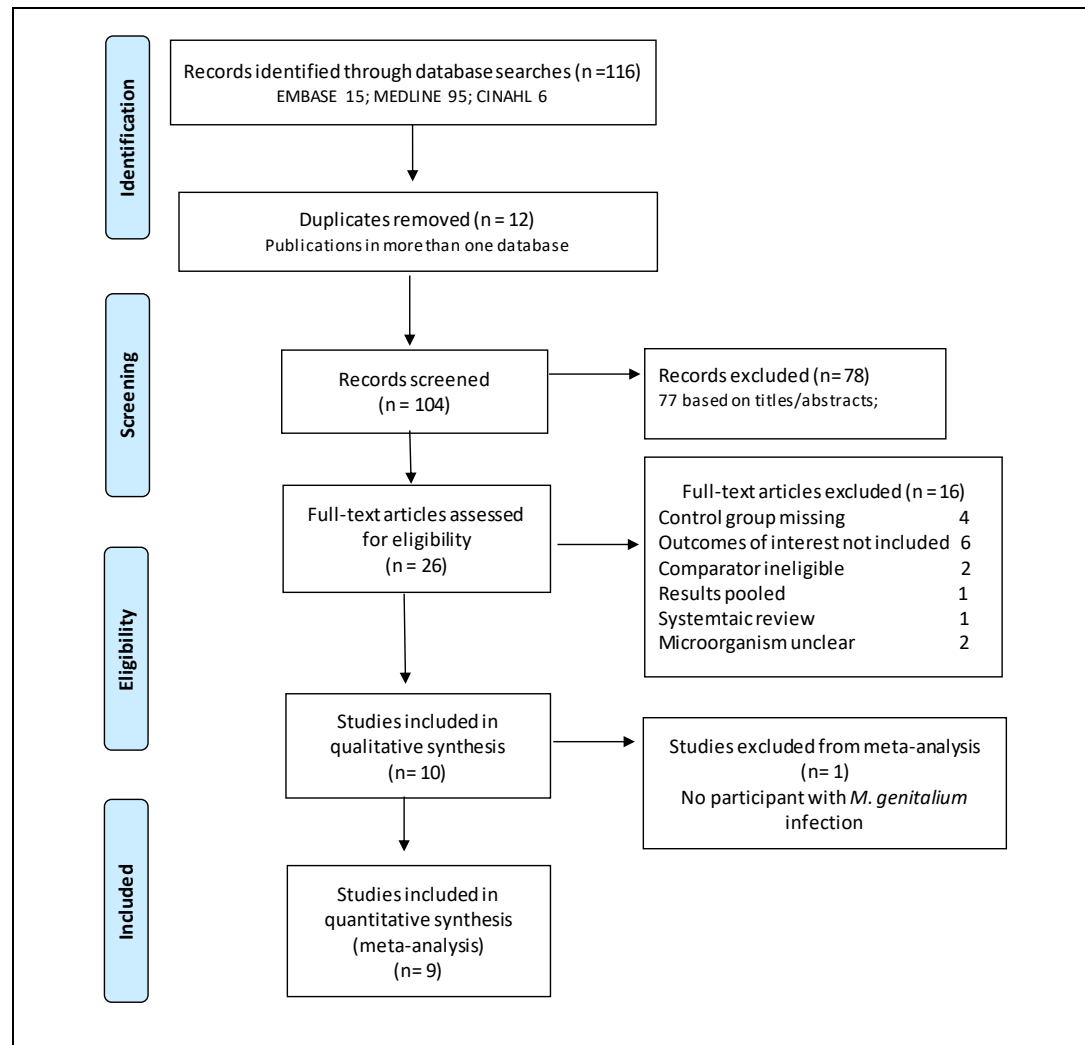 Identification
Records identified through database searches (n =116)
EMBASE 15; MEDLINE 95; CINAHL 6
Duplicates removed (n = 12)
Publications in more than one database
Screening
Records screened
(n = 104)
Records excluded (n= 78)
77 based on titles/abstracts;
Eligibility
Full-text articles assessed
for eligibility
(n = 26)
Full-text articles excluded (n = 16)
Control group missing 4
Outcomes of interest not included 6
Comparator ineligible 2
Results pooled 1
Systemtaic review 1
Microorganism unclear 2
Studies included in
qualitative synthesis
(n= 10)
Studies excluded from meta-analysis
(n= 1)
No participant with M. genitalium
infection
Included
Studies included in
quantitative synthesis
(meta-analysis)
(n= 9)